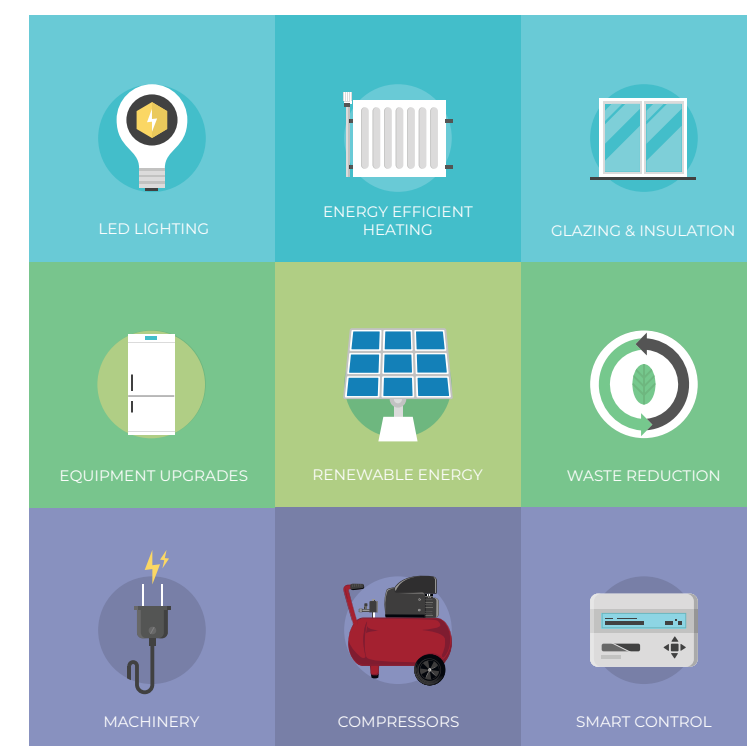 LED LIGHTING
ENERGY EFFICIENT
HEATING
GLAZING & INSULATION
EQUIPMENT UPGRADES
RENEWABLE ENERGY
WASTE REDUCTION
MACHINERY
COMPRESSORS
SMART CONTROL